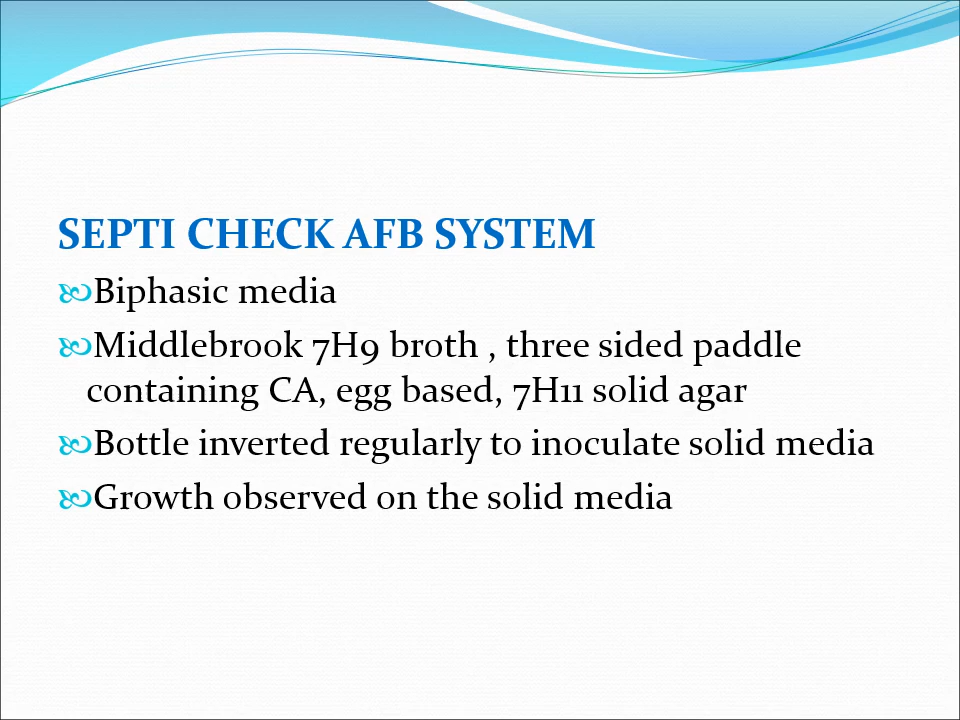 SEPTI CHECK AFB SYSTEM
Biphasic media
Middlebrook 7H9 broth , three sided paddle
containing CA, egg based, 7H11 solid agar
Bottle inverted regularly to inoculate solid media
Growth observed on the solid media